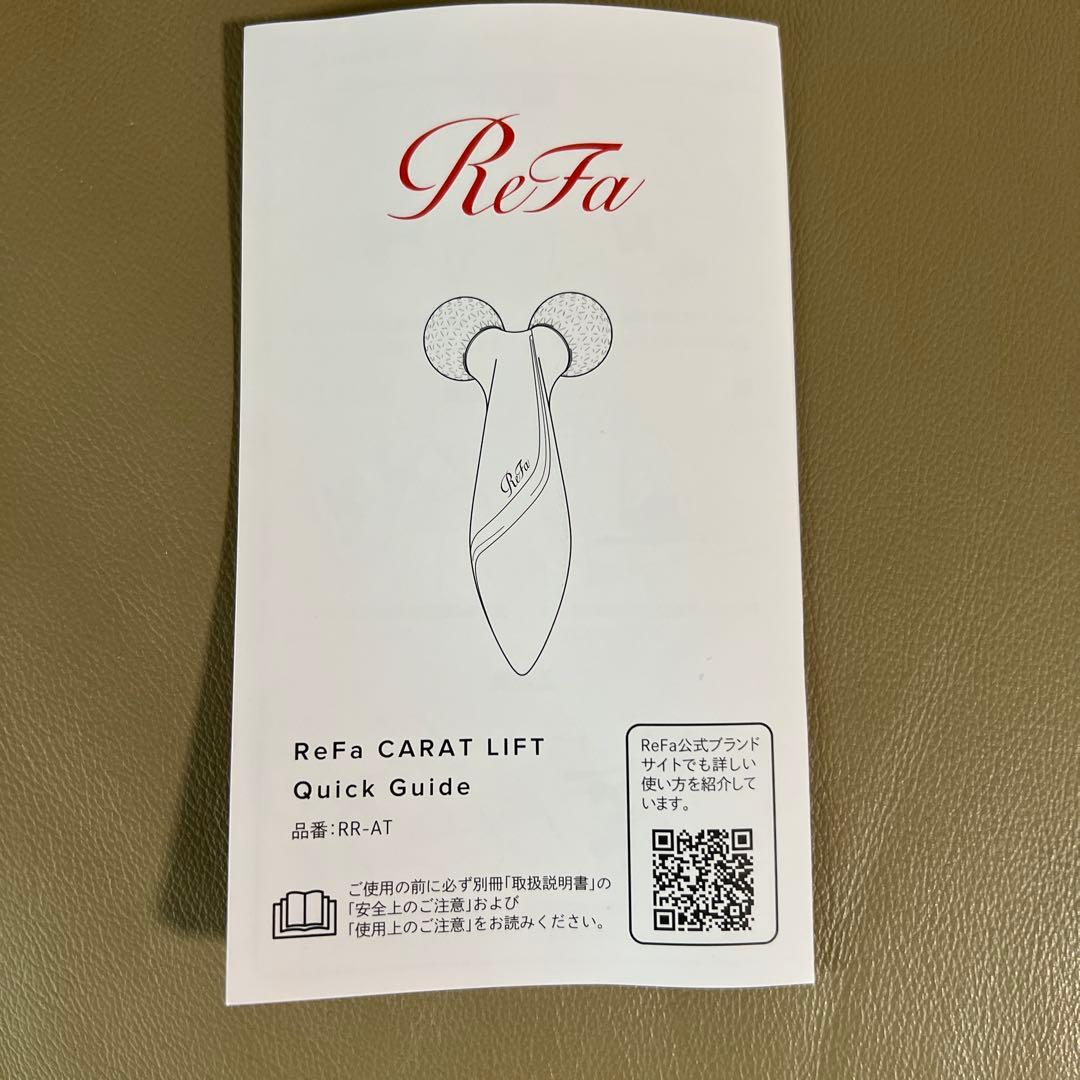 ReFa
ReFa
ReFa CARAT LIFT
Quick Guide
品番:RR-AT
ご使用の前に必ず別冊「取扱説明書」の
「安全上のご注意」および
「使用上のご注意」をお読みください。
ReFa公式ブランド
サイトでも詳しい
使い方を紹介して
います。